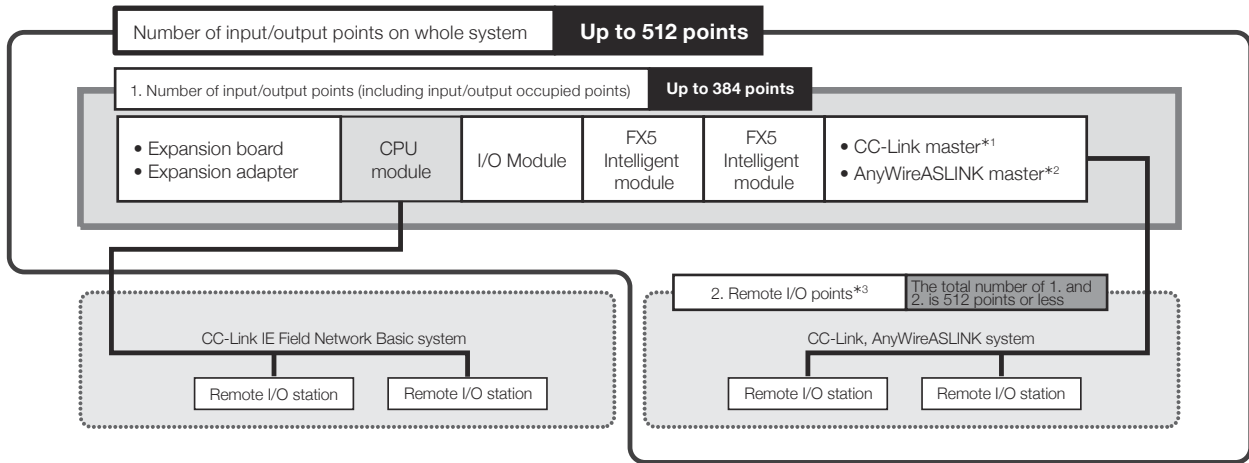 Number of input/output points on whole system
Up to 512 points
1. Number of input/output points (including input/output occupied points)
Up to 384 points
• Expansion board
• Expansion adapter
CPU
module
I/O Module
FX5
Intelligent
module
FX5
Intelligent
module
• CC-Link master*1
• AnyWireASLINK master*2
2. Remote I/O points*3
The total number of 1. and
2. is 512 points or less
CC-Link IE Field Network Basic system
Remote I/O station
Remote I/O station
CC-Link, AnyWireASLINK system
Remote I/O station
Remote I/O station